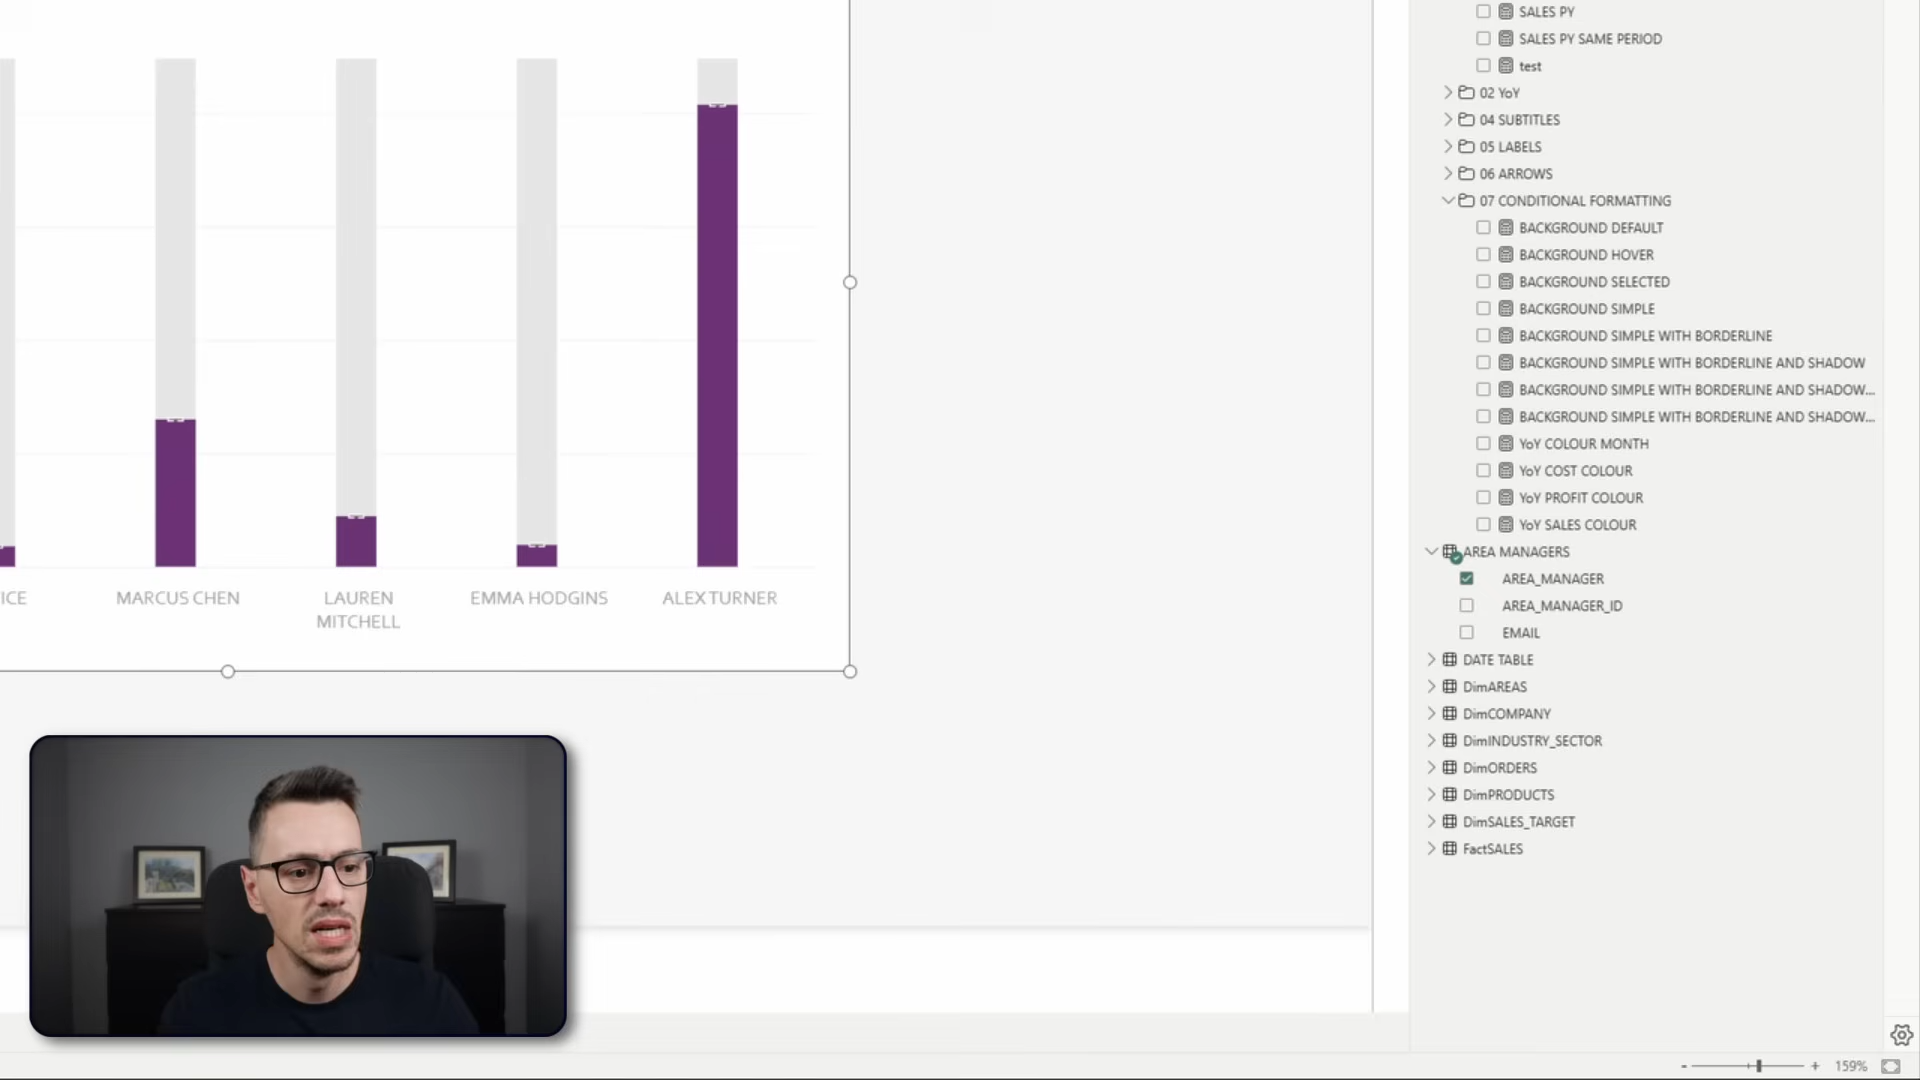 SALES PY
SALES PY SAME PERIOD
test
02 YoY
04 SUBTITLES
05 LABELS
06 ARROWS
07 CONDITIONAL FORMATTING
BACKGROUND DEFAULT
BACKGROUND HOVER
BACKGROUND SELECTED
BACKGROUND SIMPLE
BACKGROUND SIMPLE WITH BORDERLINE
BACKGROUND SIMPLE WITH BORDERLINE AND SHADOW
BACKGROUND SIMPLE WITH BORDERLINE AND SHADOW...
BACKGROUND SIMPLE WITH BORDERLINE AND SHADOW...
YoY COLOUR MONTH
YoY COST COLOUR
YoY PROFIT COLOUR
YoY SALES COLOUR
AREA MANAGERS
AREA_MANAGER
AREA_MANAGER_ID
EMAIL
DATE TABLE
DimAREAS
DimCOMPANY
DimINDUSTRY_SECTOR
DimORDERS
DimPRODUCTS
DimSALES_TARGET
FactSALES
ICE
MARCUS CHEN
LAUREN
MITCHELL
EMMA HODGINS
ALEX TURNER
- + 159%